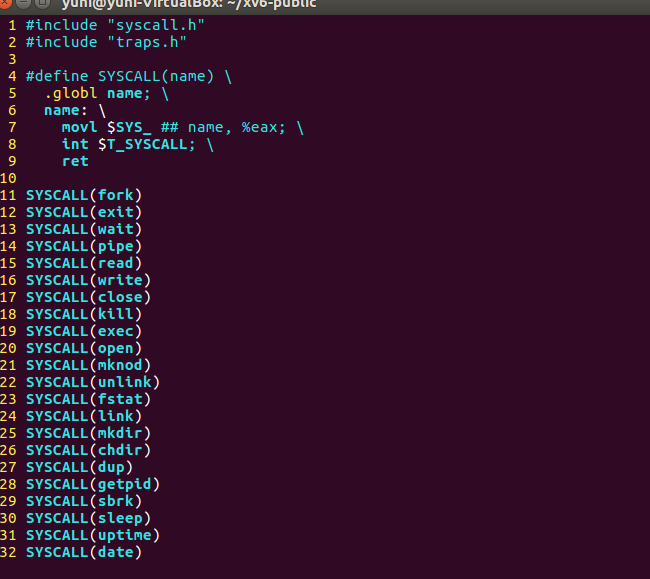 yuni@yuni-VirtualBox: ~/xv6-public
1 #include "syscall.h"
2 #include "traps.h"
3
4 #define SYSCALL(name) \
5   .globl name; \
6   name: \
7     movl $SYS_ ## name, %eax; \
8     int $T_SYSCALL; \
9     ret
10
11 SYSCALL(fork)
12 SYSCALL(exit)
13 SYSCALL(wait)
14 SYSCALL(pipe)
15 SYSCALL(read)
16 SYSCALL(write)
17 SYSCALL(close)
18 SYSCALL(kill)
19 SYSCALL(exec)
20 SYSCALL(open)
21 SYSCALL(mknod)
22 SYSCALL(unlink)
23 SYSCALL(fstat)
24 SYSCALL(link)
25 SYSCALL(mkdir)
26 SYSCALL(chdir)
27 SYSCALL(dup)
28 SYSCALL(getpid)
29 SYSCALL(sbrk)
30 SYSCALL(sleep)
31 SYSCALL(uptime)
32 SYSCALL(date)